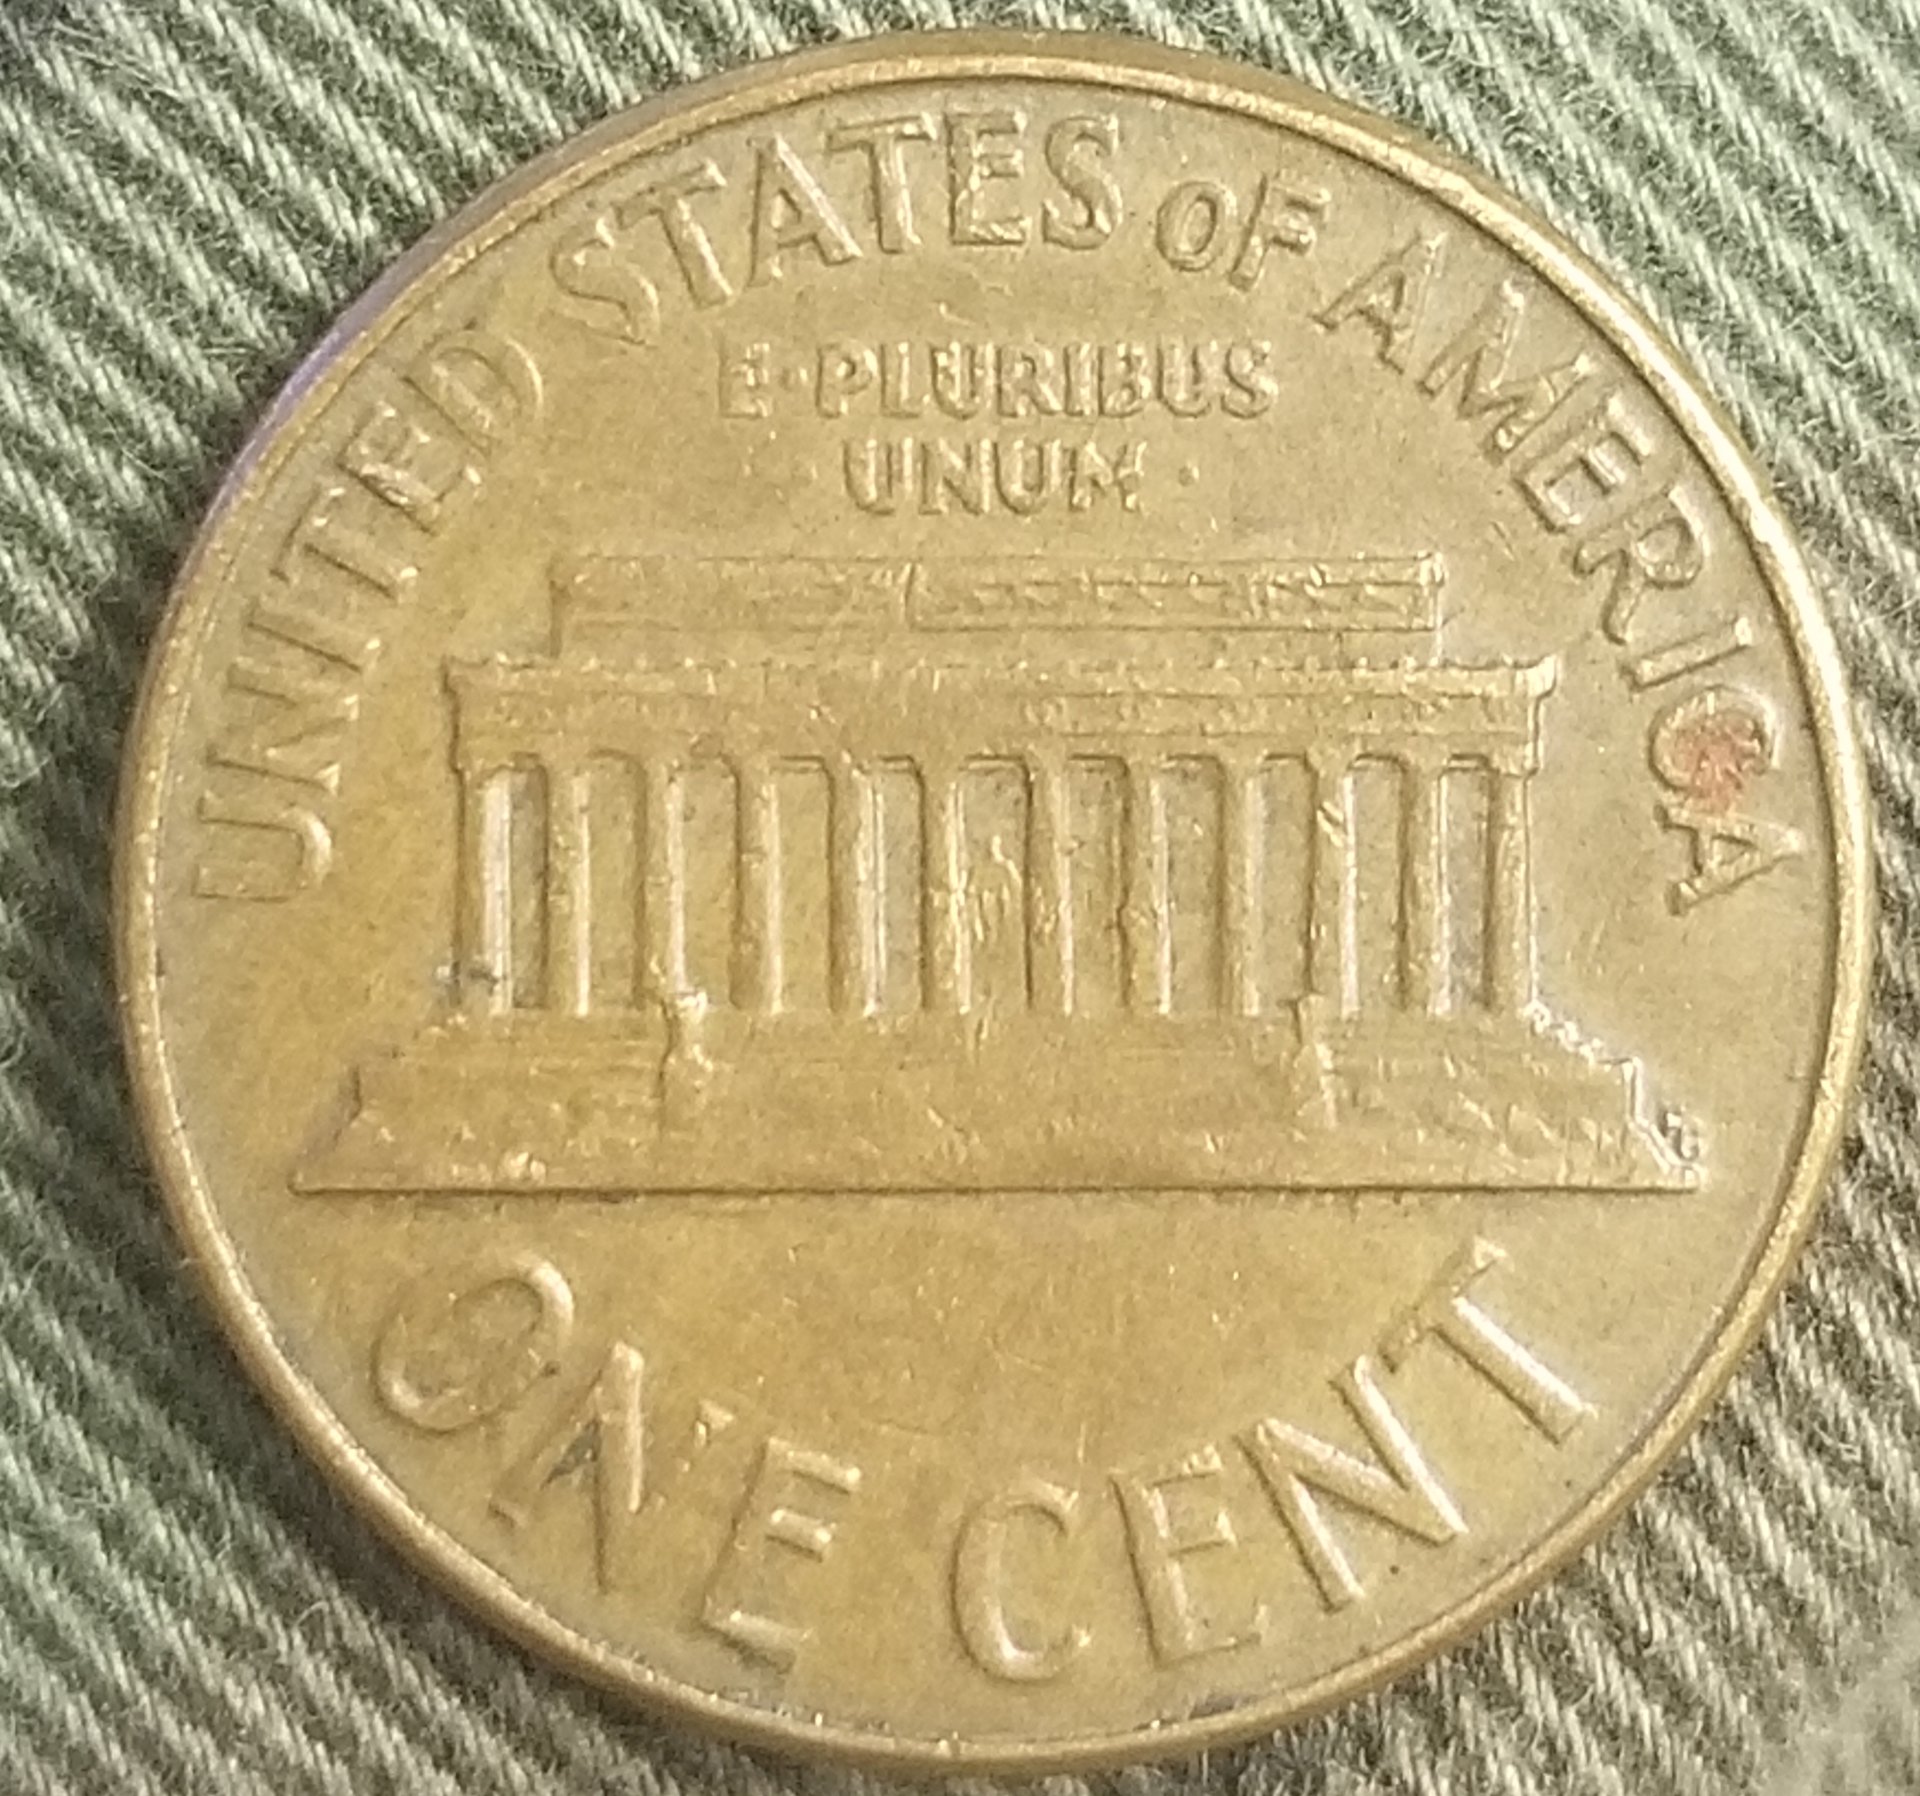 UNITED STATES OF AMERICA
E·PLURIBUS
·UNUM·
ONE CENT